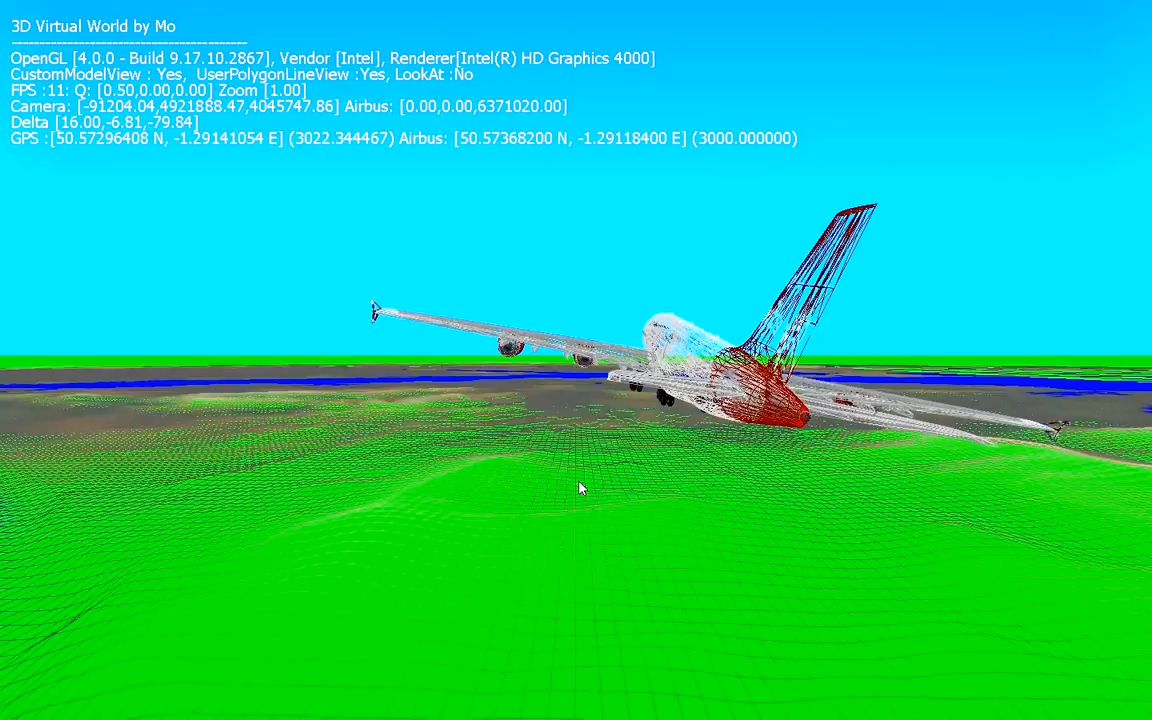 3D Virtual World by Mo
------------------------------------------
OpenGL [4.0.0 - Build 9.17.10.2867], Vendor [Intel], Renderer[Intel(R) HD Graphics 4000]
CustomModelView : Yes, UserPolygonLineView :Yes, LookAt :No
FPS :11: Q: [0.50,0.00,0.00] Zoom [1.00]
Camera: [-91204.04,4921888.47,4045747.86] Airbus: [0.00,0.00,6371020.00]
Delta [16.00,-6.81,-79.84]
GPS :[50.57296408 N, -1.29141054 E] (3022.344467) Airbus: [50.57368200 N, -1.29118400 E] (3000.000000)